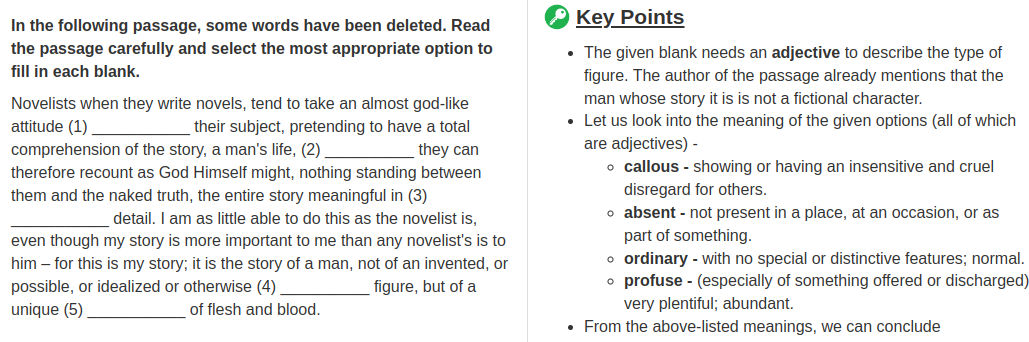 In the following passage, some words have been deleted. Read
the passage carefully and select the most appropriate option to
fill in each blank.
Novelists when they write novels, tend to take an almost god-like
attitude (1) ___________ their subject, pretending to have a total
comprehension of the story, a man's life, (2) __________ they can
therefore recount as God Himself might, nothing standing between
them and the naked truth, the entire story meaningful in (3)
___________ detail. I am as little able to do this as the novelist is,
even though my story is more important to me than any novelist's is to
him – for this is my story; it is the story of a man, not of an invented, or
possible, or idealized or otherwise (4) __________ figure, but of a
unique (5) ___________ of flesh and blood.
Key Points
• The given blank needs an adjective to describe the type of
figure. The author of the passage already mentions that the
man whose story it is is not a fictional character.
• Let us look into the meaning of the given options (all of which
are adjectives) -
◦ callous - showing or having an insensitive and cruel
disregard for others.
◦ absent - not present in a place, at an occasion, or as
part of something.
◦ ordinary - with no special or distinctive features; normal.
◦ profuse - (especially of something offered or discharged)
very plentiful; abundant.
• From the above-listed meanings, we can conclude